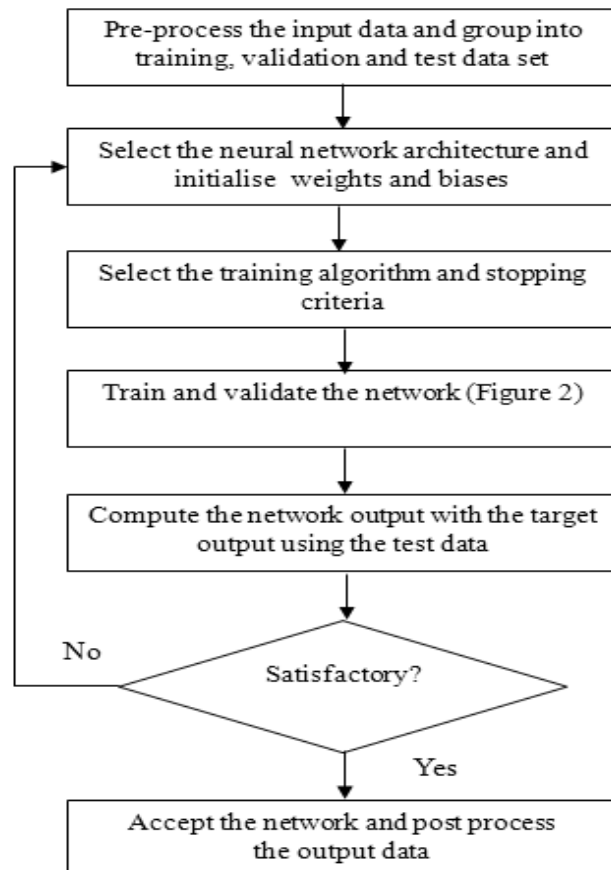 Pre-process the input data and group into
training, validation and test data set
Select the neural network architecture and
initialise weights and biases
Select the training algorithm and stopping
criteria
Train and validate the network (Figure 2)
Compute the network output with the target
output using the test data
No
Satisfactory?
Yes
Accept the network and post process
the output data